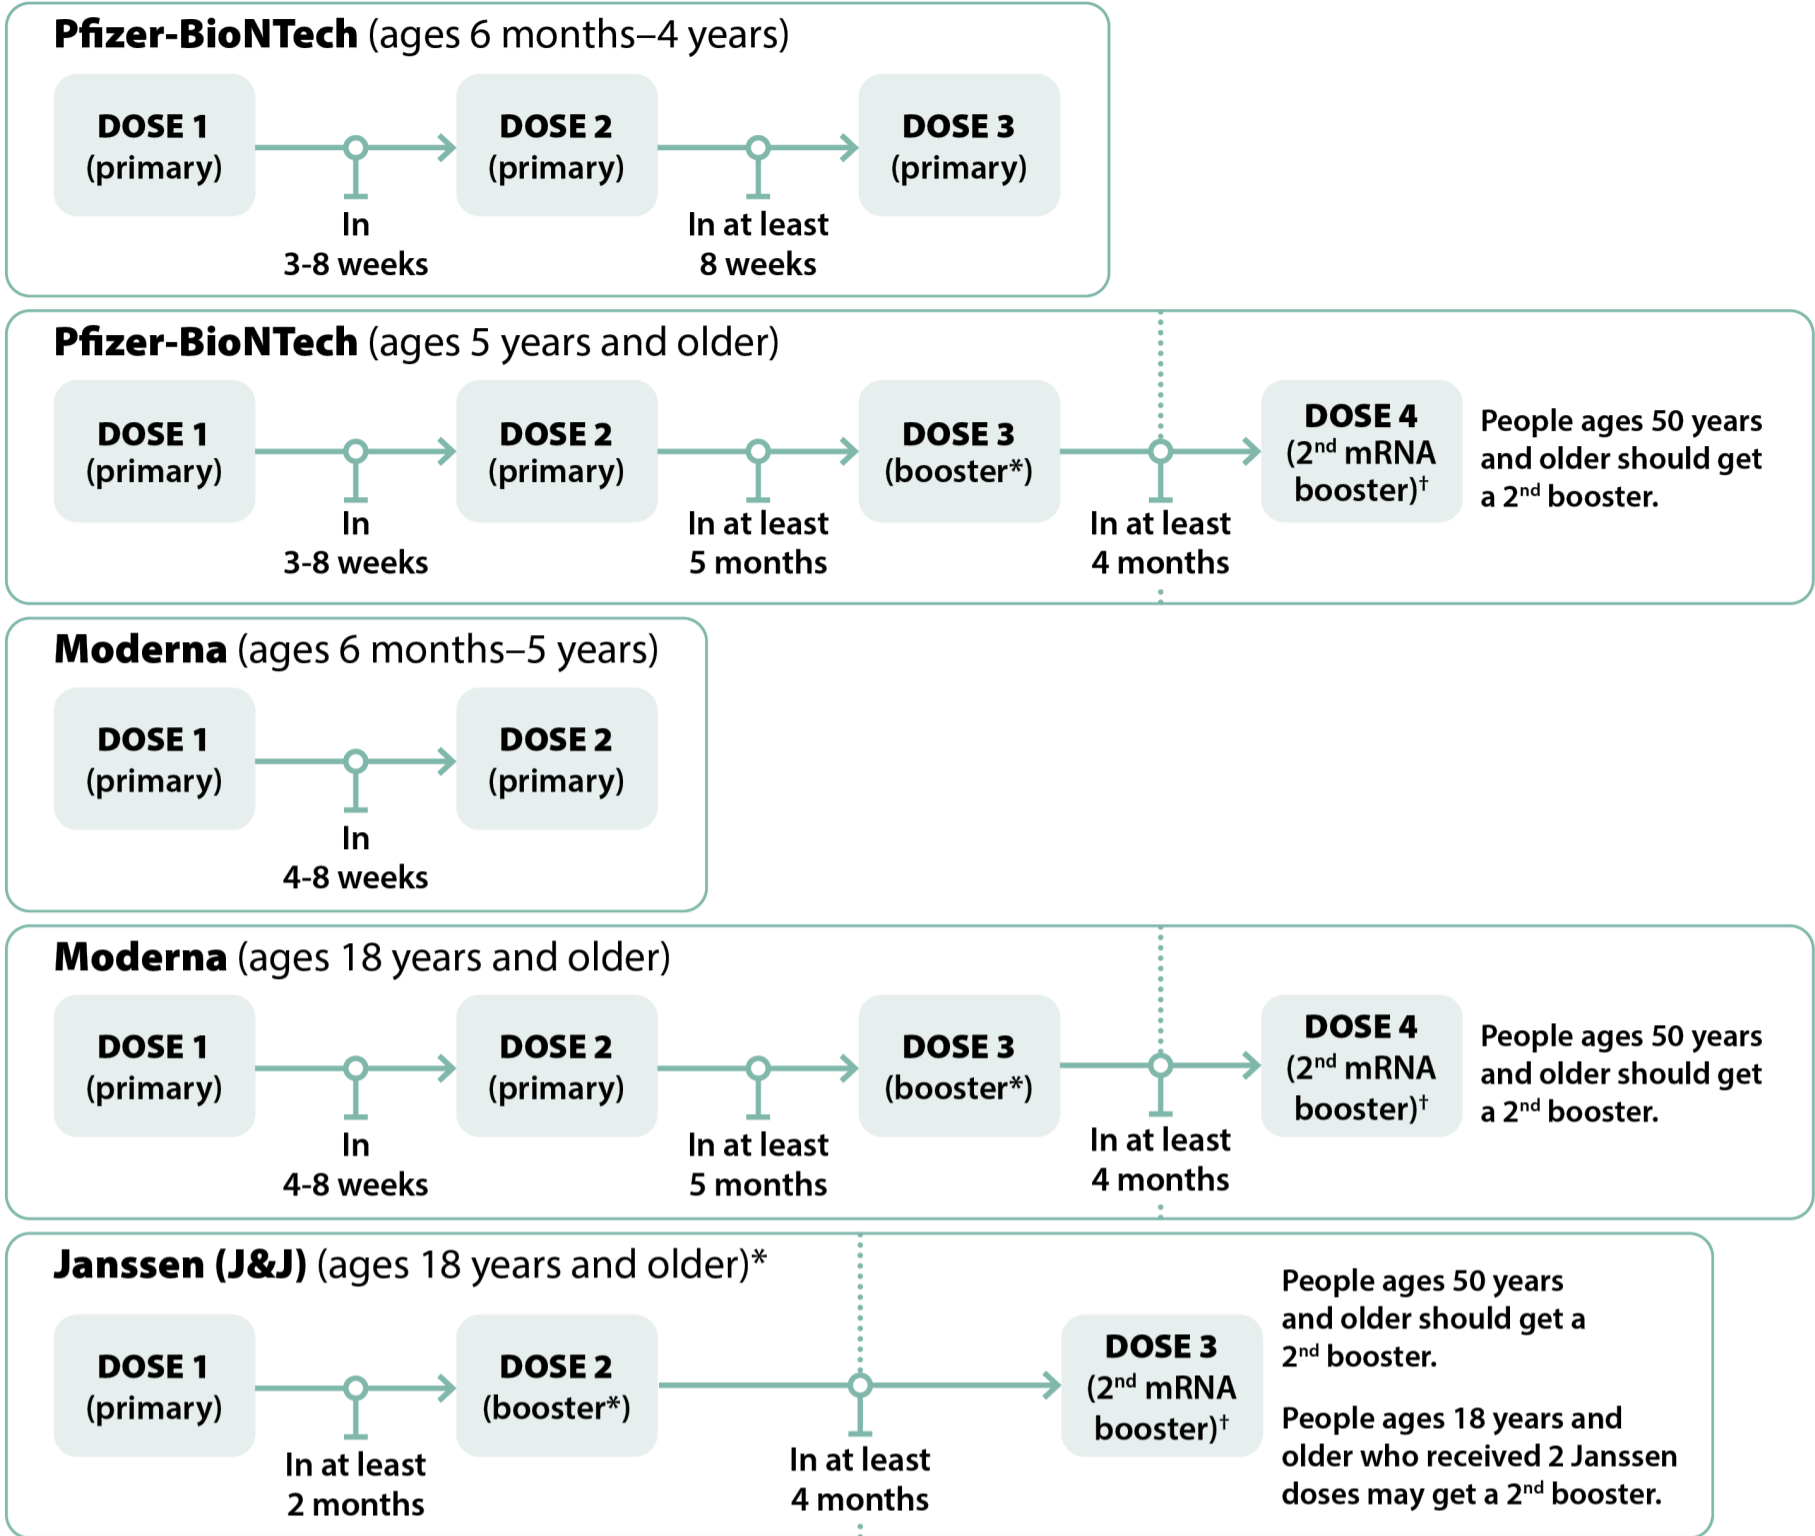 Pfizer-BioNTech (ages 6 months–4 years)
DOSE 1
(primary)
In
3-8 weeks
DOSE 2
(primary)
In at least
8 weeks
DOSE 3
(primary)
Pfizer-BioNTech (ages 5 years and older)
DOSE 1
(primary)
In
3-8 weeks
DOSE 2
(primary)
In at least
5 months
DOSE 3
(booster*)
In at least
4 months
DOSE 4
(2nd mRNA
booster)†
People ages 50 years
and older should get
a 2nd booster.
Moderna (ages 6 months–5 years)
DOSE 1
(primary)
In
4-8 weeks
DOSE 2
(primary)
Moderna (ages 18 years and older)
DOSE 1
(primary)
In
4-8 weeks
DOSE 2
(primary)
In at least
5 months
DOSE 3
(booster*)
In at least
4 months
DOSE 4
(2nd mRNA
booster)†
People ages 50 years
and older should get
a 2nd booster.
Janssen (J&J) (ages 18 years and older)*
DOSE 1
(primary)
In at least
2 months
DOSE 2
(booster*)
In at least
4 months
DOSE 3
(2nd mRNA
booster)†
People ages 50 years
and older should get a
2nd booster.
People ages 18 years and
older who received 2 Janssen
doses may get a 2nd booster.